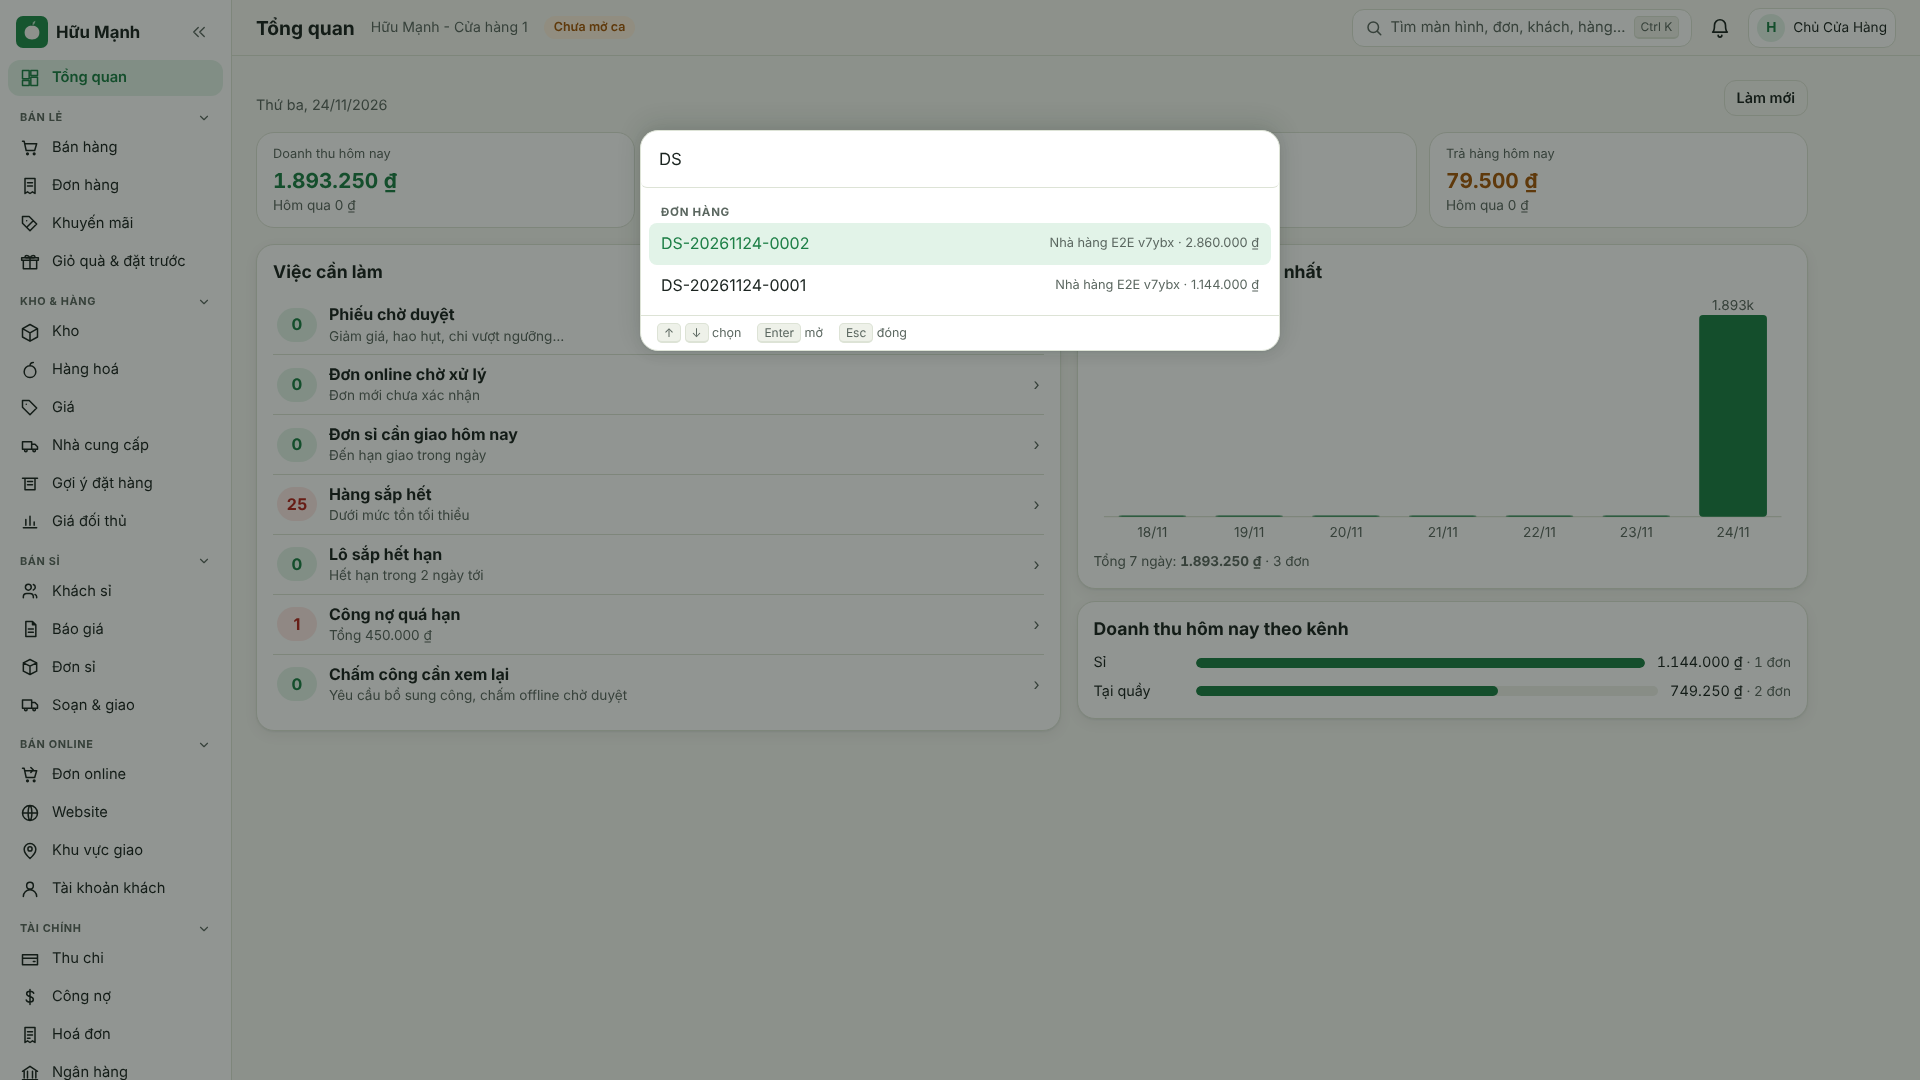 Hữu Mạnh
Tổng quan
BÁN LẺ
Bán hàng
Đơn hàng
Khuyến mãi
Giỏ quà & đặt trước
KHO & HÀNG
Kho
Hàng hoá
Giá
Nhà cung cấp
Gợi ý đặt hàng
Giá đối thủ
BÁN SỈ
Khách sỉ
Báo giá
Đơn sỉ
Soạn & giao
BÁN ONLINE
Đơn online
Website
Khu vực giao
Tài khoản khách
TÀI CHÍNH
Thu chi
Công nợ
Hoá đơn
Ngân hàng
Tổng quan Hữu Mạnh - Cửa hàng 1 Chưa mở ca
Tìm màn hình, đơn, khách, hàng... Ctrl K
H Chủ Cửa Hàng
Thứ ba, 24/11/2026
Làm mới
Doanh thu hôm nay
1.893.250 ₫
Hôm qua 0 ₫
Trả hàng hôm nay
79.500 ₫
Hôm qua 0 ₫
DS
ĐƠN HÀNG
DS-20261124-0002 Nhà hàng E2E v7ybx · 2.860.000 ₫
DS-20261124-0001 Nhà hàng E2E v7ybx · 1.144.000 ₫
↑ ↓ chọn Enter mở Esc đóng
Việc cần làm
0 Phiếu chờ duyệt
Giảm giá, hao hụt, chi vượt ngưỡng...
0 Đơn online chờ xử lý
Đơn mới chưa xác nhận
0 Đơn sỉ cần giao hôm nay
Đến hạn giao trong ngày
25 Hàng sắp hết
Dưới mức tồn tối thiểu
0 Lô sắp hết hạn
Hết hạn trong 2 ngày tới
1 Công nợ quá hạn
Tổng 450.000 ₫
0 Chấm công cần xem lại
Yêu cầu bổ sung công, chấm offline chờ duyệt
nhất
1.893k
18/11 19/11 20/11 21/11 22/11 23/11 24/11
Tổng 7 ngày: 1.893.250 ₫ · 3 đơn
Doanh thu hôm nay theo kênh
Sỉ 1.144.000 ₫ · 1 đơn
Tại quầy 749.250 ₫ · 2 đơn